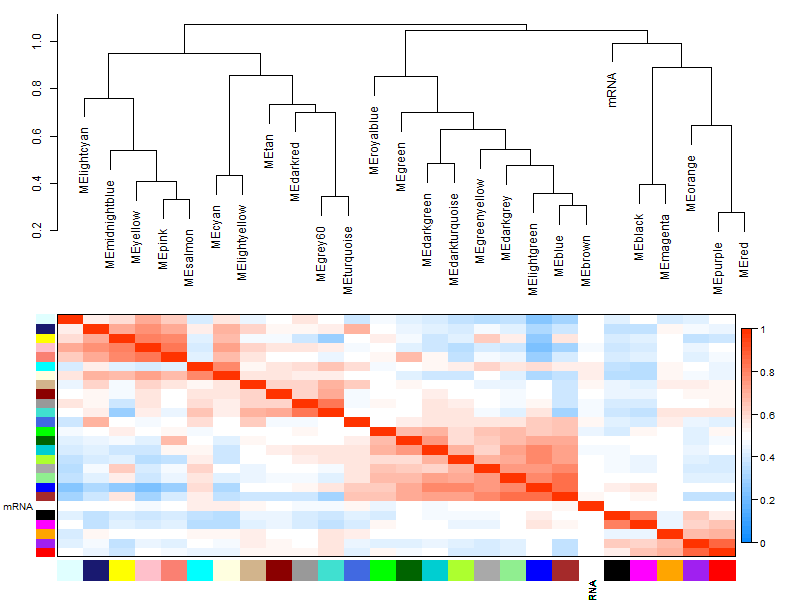 1.0
0.8
0.6
0.4
0.2
MElightcyan
MEmidnightblue
MEyellow
MEpink
MEsalmon
MEcyan
MElightyellow
MEtan
MEdarkred
MEgrey60
MEturquoise
MEroyalblue
MEgreen
MEdarkgreen
MEdarkturquoise
MEgreenyellow
MEdarkgrey
MElightgreen
MEblue
MEbrown
mRNA
MEblack
MEmagenta
MEorange
MEpurple
MEred
1
0.8
0.6
0.4
0.2
0
mRNA
RNA